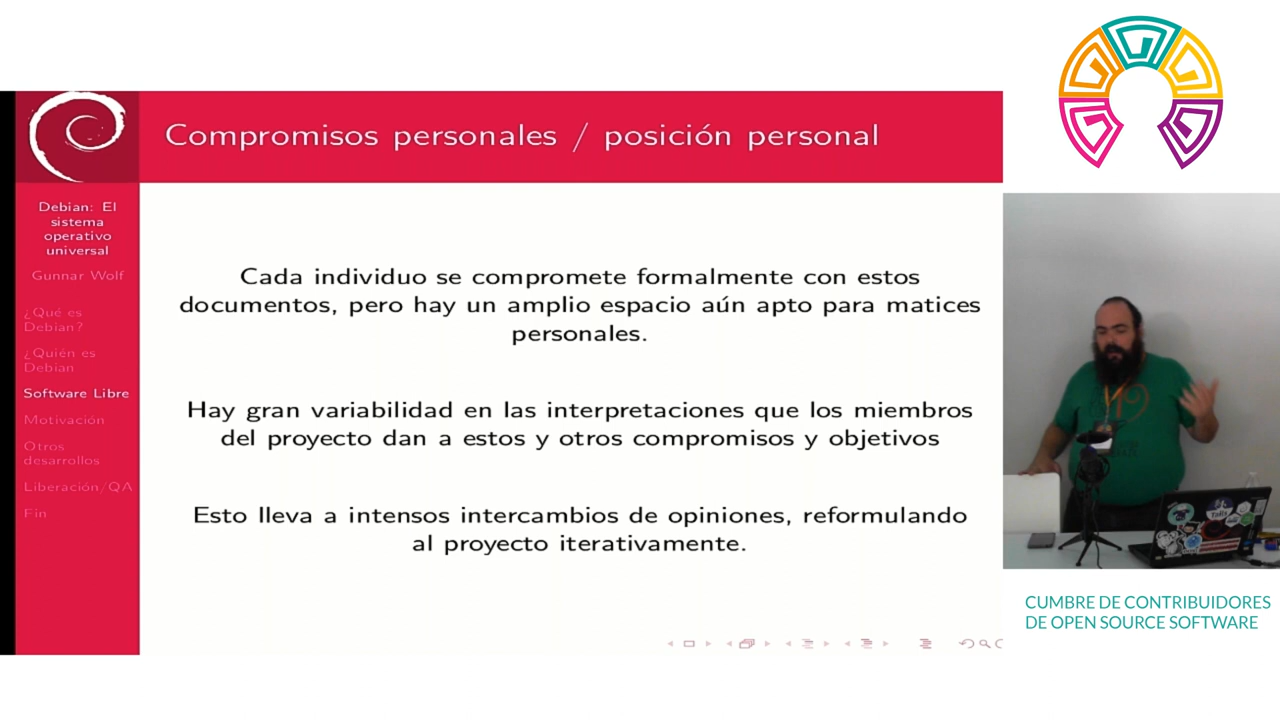 Compromisos personales / posición personal
Debian: El
sistema
operativo
universal
Gunnar Wolf
¿Qué es
Debian?
¿Quién es
Debian
Software Libre
Motivación
Otros
desarrollos
Liberación/QA
Fin
Cada individuo se compromete formalmente con estos
documentos, pero hay un amplio espacio aún apto para matices
personales.
Hay gran variabilidad en las interpretaciones que los miembros
del proyecto dan a estos y otros compromisos y objetivos
Esto lleva a intensos intercambios de opiniones, reformulando
al proyecto iterativamente.
CUMBRE DE CONTRIBUIDORES
DE OPEN SOURCE SOFTWARE